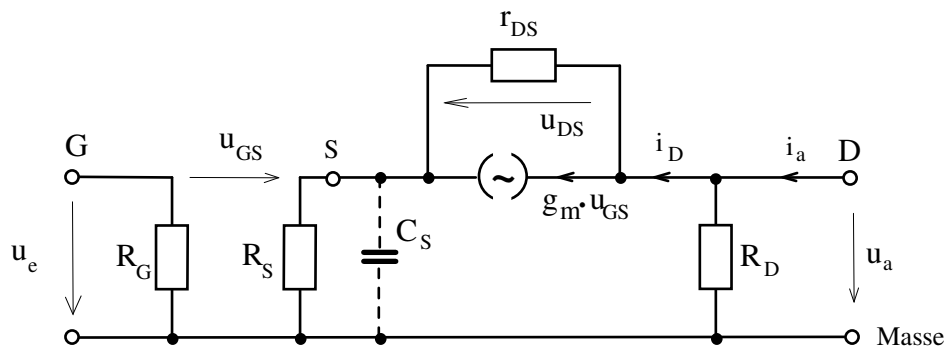 r_DS
u_DS
G
u_GS
S
i_D
i_a
D
~
g_m·u_GS
u_e
R_G
R_S
C_S
R_D
u_a
Masse